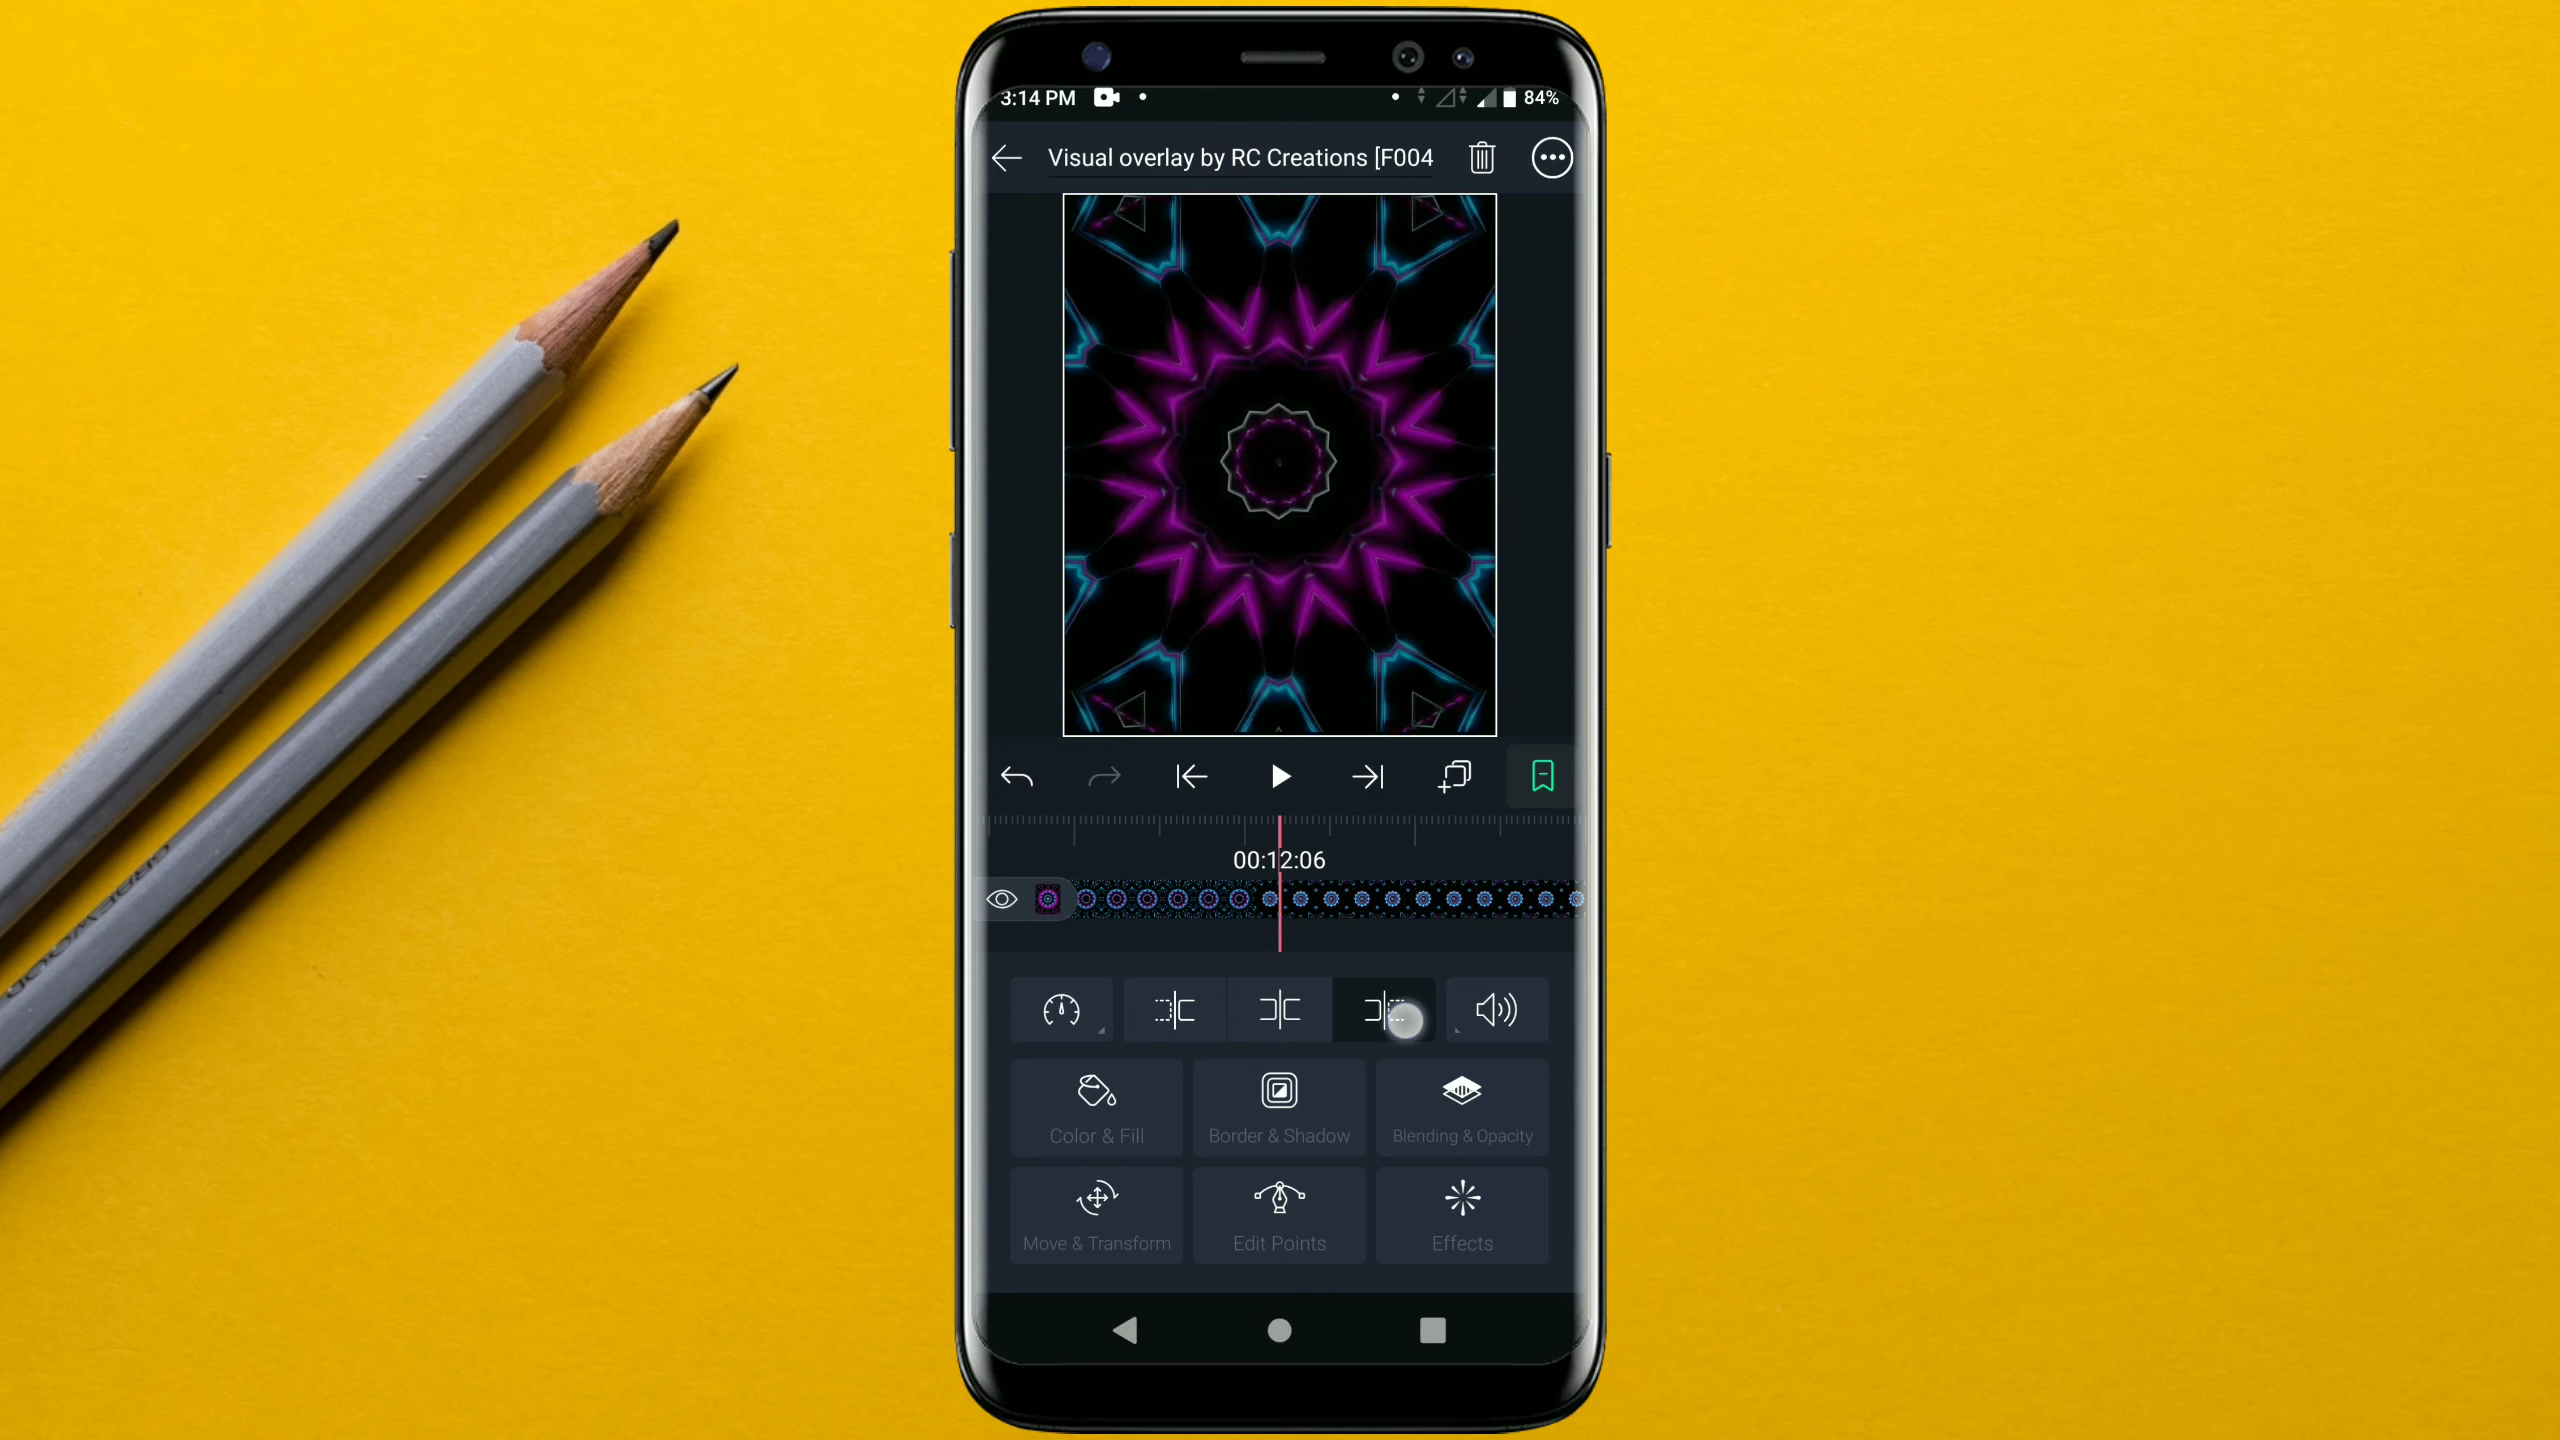 3:14 PM
84%
Visual overlay by RC Creations [F004
00:12:06
Color & Fill
Border & Shadow
Blending & Opacity
Move & Transform
Edit Points
Effects